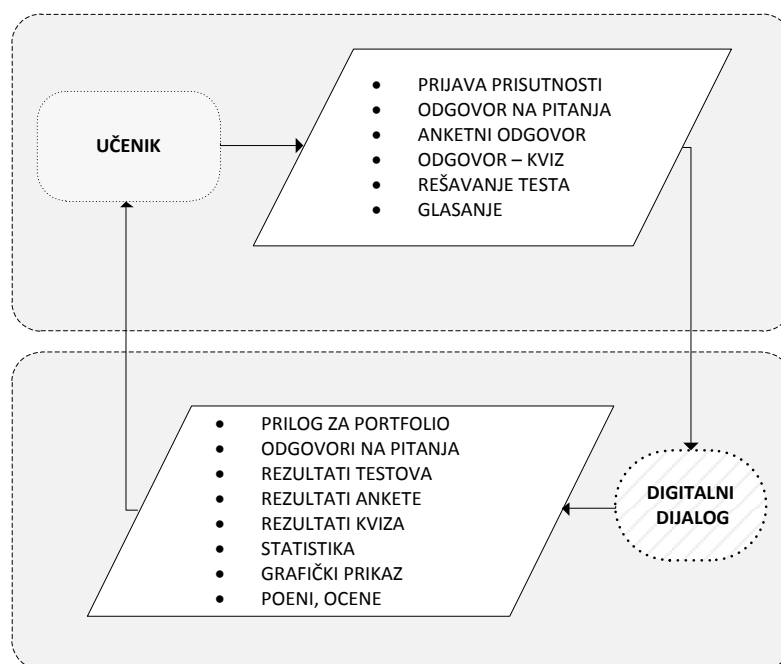 UČENIK
• PRIJAVA PRISUTNOSTI
• ODGOVOR NA PITANJA
• ANKETNI ODGOVOR
• ODGOVOR – KVIZ
• REŠAVANJE TESTA
• GLASANJE
• PRILOG ZA PORTFOLIO
• ODGOVORI NA PITANJA
• REZULTATI TESTOVA
• REZULTATI ANKETE
• REZULTATI KVIZA
• STATISTIKA
• GRAFIČKI PRIKAZ
• POENI, OCENE
DIGITALNI
DIJALOG